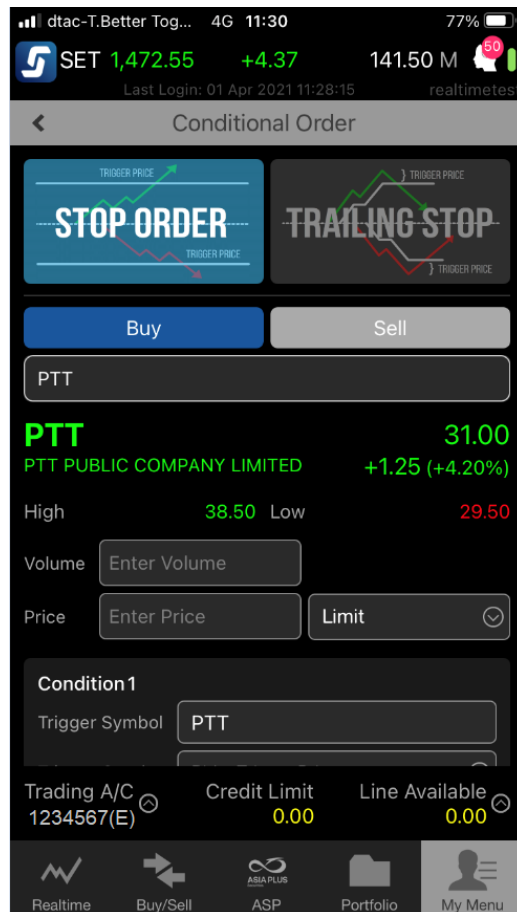 dtac-T.Better Tog... 4G 11:30 77%
SET 1,472.55 +4.37 141.50 M 50
Last Login: 01 Apr 2021 11:28:15 realtimetes
Conditional Order
TRIGGER PRICE
STOP ORDER
TRIGGER PRICE
TRIGGER PRICE
TRAILING STOP
TRIGGER PRICE
Buy Sell
PTT
PTT 31.00
PTT PUBLIC COMPANY LIMITED +1.25 (+4.20%)
High 38.50 Low 29.50
Volume Enter Volume
Price Enter Price Limit
Condition1
Trigger Symbol PTT
Trading A/C Credit Limit Line Available
1234567(E) 0.00 0.00
ASIA PLUS
Realtime Buy/Sell ASP Portfolio My Menu